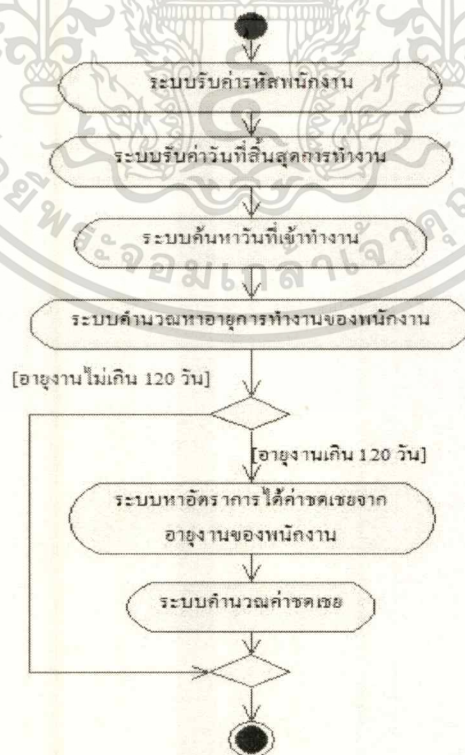 ระบบรับค่ารหัสพนักงาน
ระบบรับค่าวันที่สิ้นสุดการทำงาน
ระบบค้นหาวันที่เข้าทำงาน
ระบบคำนวณหาอายุการทำงานของพนักงาน
[อายุงานไม่เกิน 120 วัน]
[อายุงานเกิน 120 วัน]
ระบบหาอัตราการได้ค่าชดเชยจาก
อายุงานของพนักงาน
ระบบคำนวณค่าชดเชย